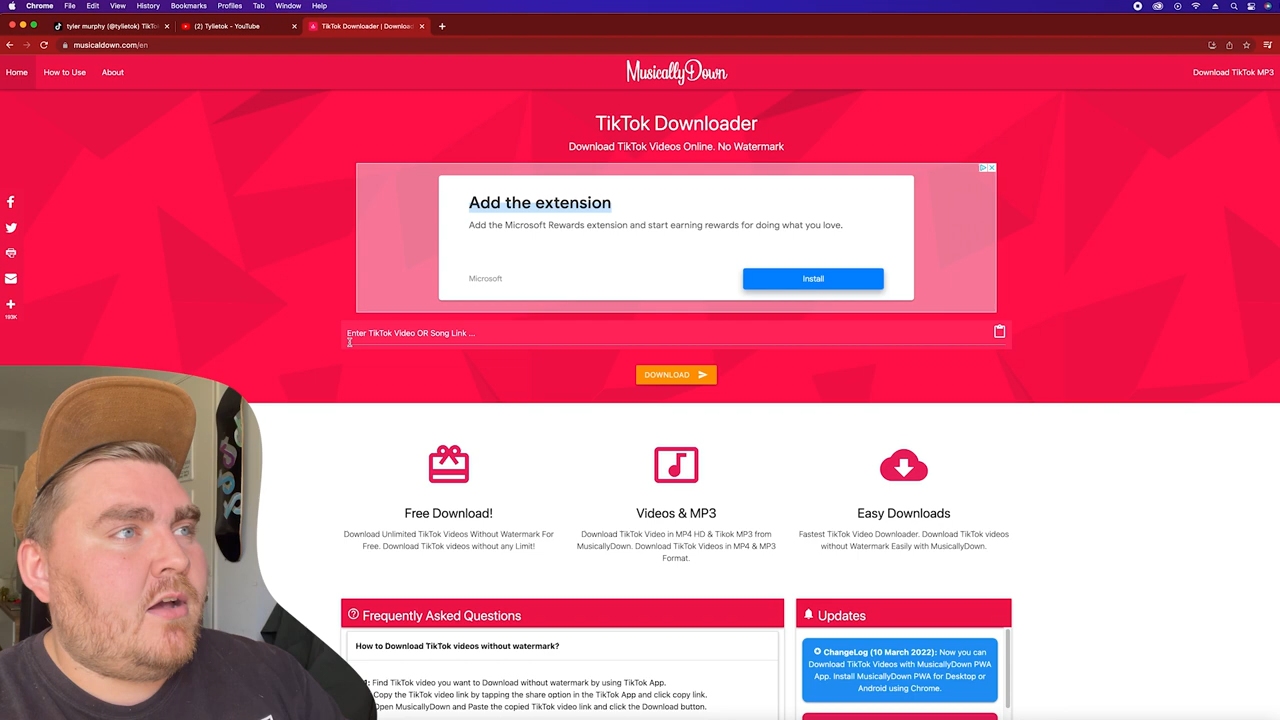 Chrome File Edit View History Bookmarks Profiles Tab Window Help
tyler murphy (@tylietok) TikTo
(2) Tylietok - YouTube
TikTok Downloader | Download
musicaldown.com/en
Home How to Use About
MusicallyDown
Download TikTok MP3
TikTok Downloader
Download TikTok Videos Online. No Watermark
Add the extension
Add the Microsoft Rewards extension and start earning rewards for doing what you love.
Microsoft
Install
193K
Enter TikTok Video OR Song Link ...
DOWNLOAD
Free Download!
Download Unlimited TikTok Videos Without Watermark For
Free. Download TikTok videos without any Limit!
Videos & MP3
Download TikTok Video in MP4 HD & Tikok MP3 from
MusicallyDown. Download TikTok Videos in MP4 & MP3
Format.
Easy Downloads
Fastest TikTok Video Downloader. Download TikTok videos
without Watermark Easily with MusicallyDown.
Frequently Asked Questions
How to Download TikTok videos without watermark?
Find TikTok video you want to Download without watermark by using TikTok App.
Copy the TikTok video link by tapping the share option in the TikTok App and click copy link.
Open MusicallyDown and Paste the copied TikTok video link and click the Download button.
Updates
ChangeLog (10 March 2022): Now you can
Download TikTok Videos with MusicallyDown PWA
App. Install MusicallyDown PWA for Desktop or
Android using Chrome.